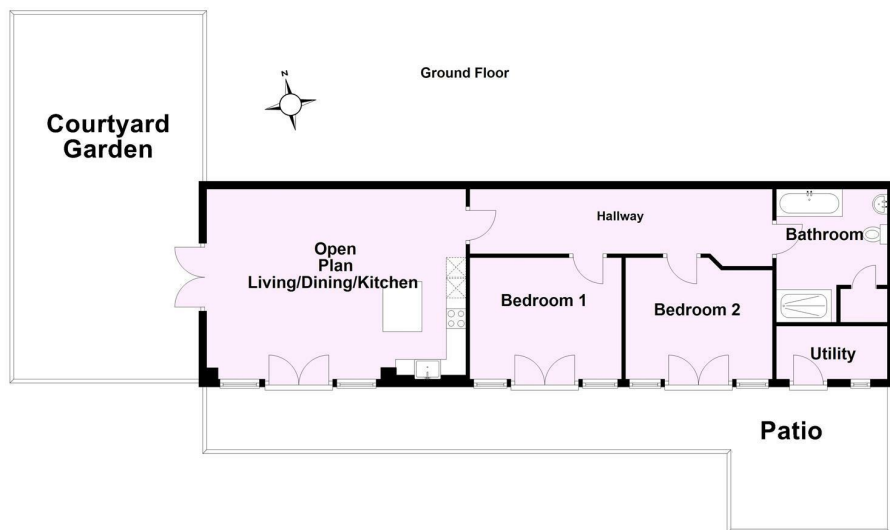 N
Ground Floor
Courtyard
Garden
Hallway
Bathroom
Open
Plan
Living/Dining/Kitchen
Bedroom 1
Bedroom 2
Utility
Patio